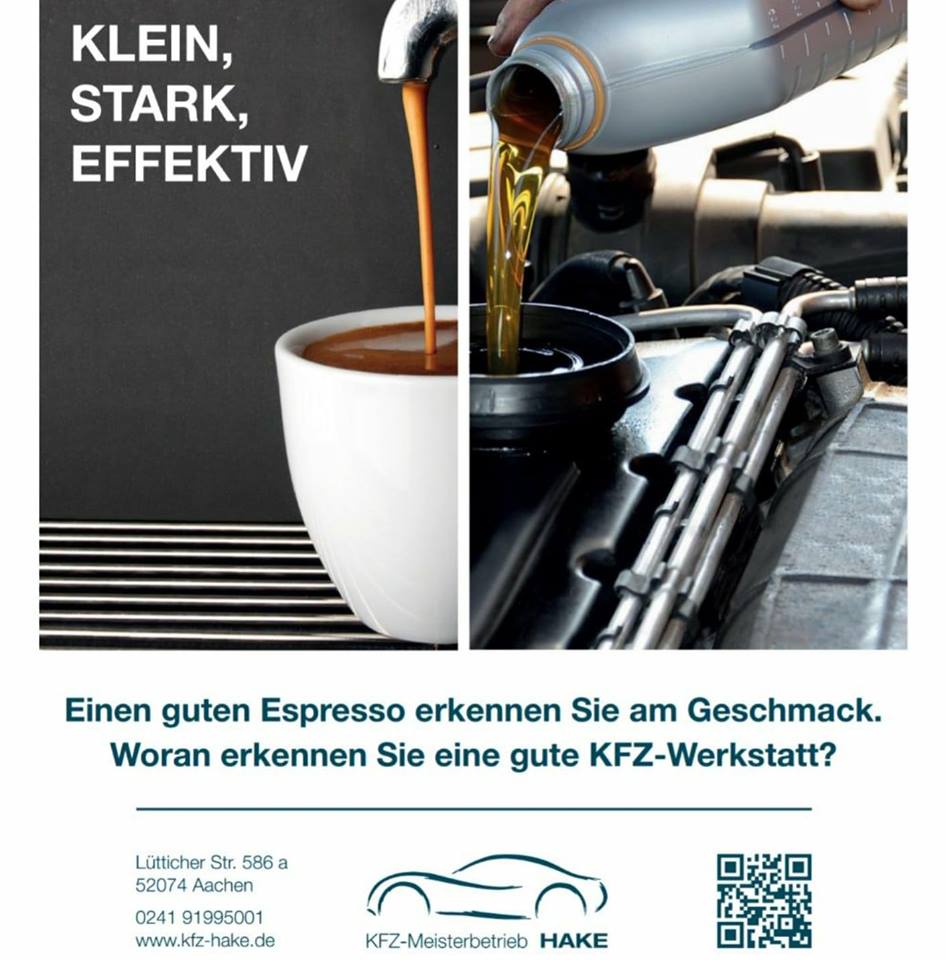 KLEIN,
STARK,
EFFEKTIV
Einen guten Espresso erkennen Sie am Geschmack.
Woran erkennen Sie eine gute KFZ-Werkstatt?
Lütticher Str. 586 a
52074 Aachen
0241 91995001
www.kfz-hake.de
KFZ-Meisterbetrieb HAKE